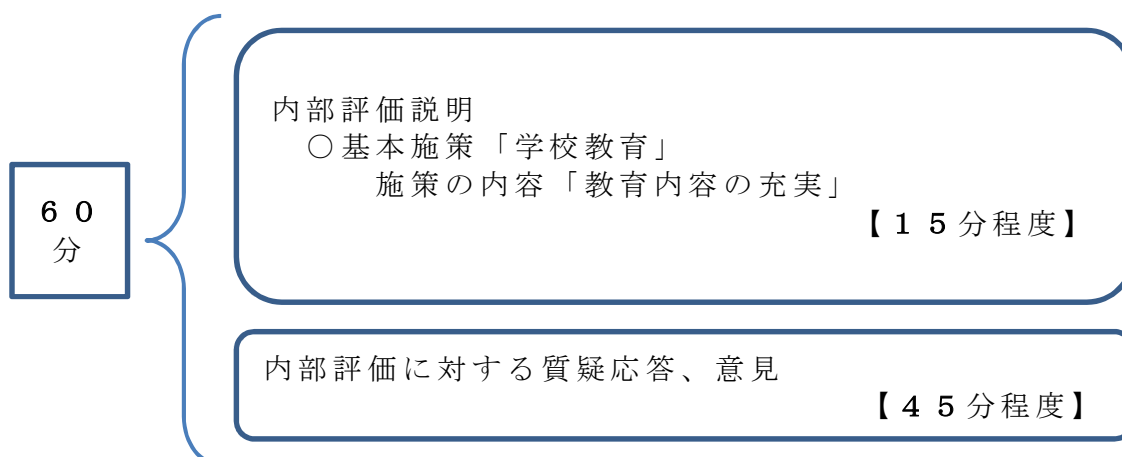 ６０
分
内部評価説明
○基本施策「学校教育」
施策の内容「教育内容の充実」
【１５分程度】
内部評価に対する質疑応答、意見
【４５分程度】